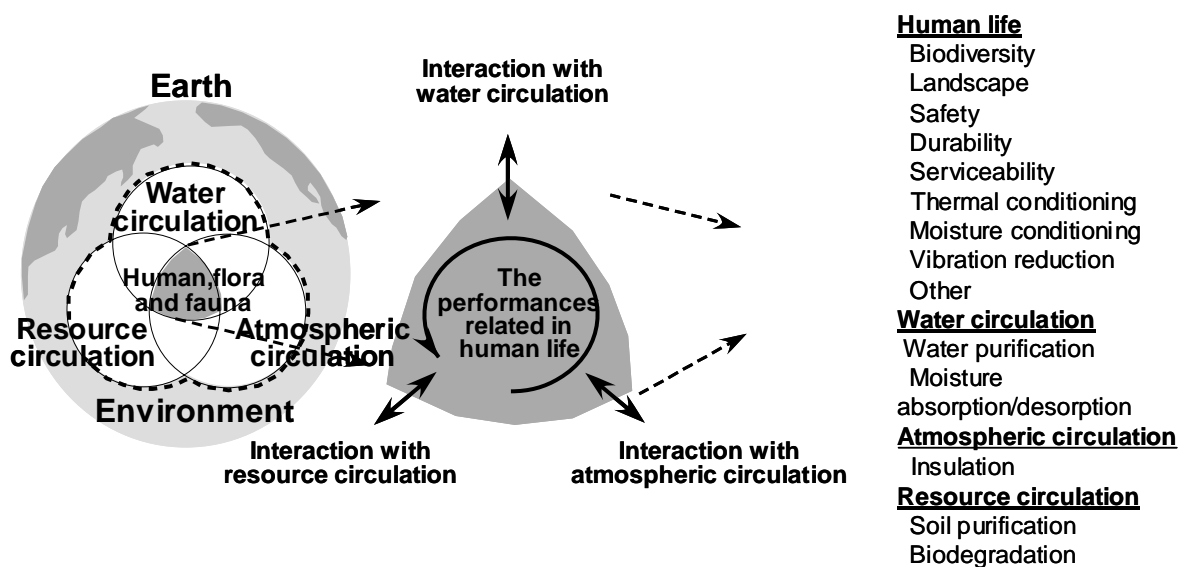 Earth
Water
circulation
Human,flora
and fauna
Resource
circulation
Atmospheric
circulation
Environment
Interaction with
water circulation
The
performances
related in
human life
Interaction with
resource circulation
Interaction with
atmospheric circulation
Human life
Biodiversity
Landscape
Safety
Durability
Serviceability
Thermal conditioning
Moisture conditioning
Vibration reduction
Other
Water circulation
Water purification
Moisture
absorption/desorption
Atmospheric circulation
Insulation
Resource circulation
Soil purification
Biodegradation